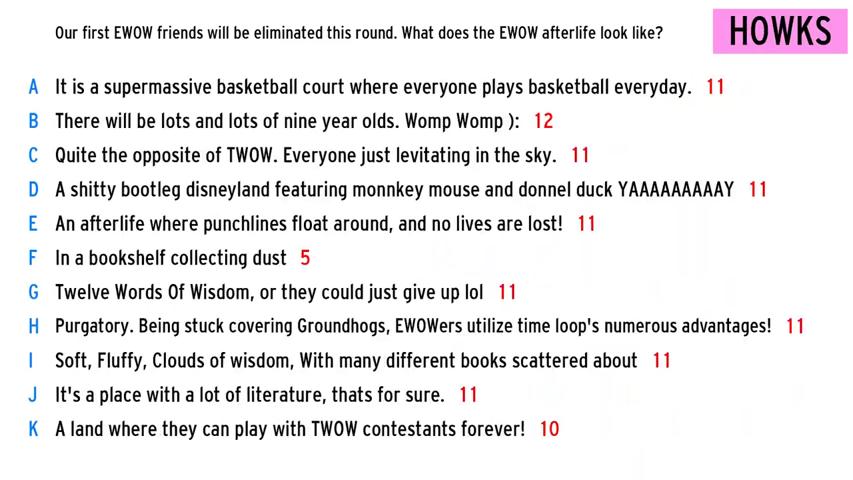 Our first EWOW friends will be eliminated this round. What does the EWOW afterlife look like?
HOWKS
A It is a supermassive basketball court where everyone plays basketball everyday. 11
B There will be lots and lots of nine year olds. Womp Womp ): 12
C Quite the opposite of TWOW. Everyone just levitating in the sky. 11
D A shitty bootleg disneyland featuring monnkey mouse and donnel duck YAAAAAAAAAY 11
E An afterlife where punchlines float around, and no lives are lost! 11
F In a bookshelf collecting dust 5
G Twelve Words Of Wisdom, or they could just give up lol 11
H Purgatory. Being stuck covering Groundhogs, EWOWers utilize time loop's numerous advantages! 11
I Soft, Fluffy, Clouds of wisdom, With many different books scattered about 11
J It's a place with a lot of literature, thats for sure. 11
K A land where they can play with TWOW contestants forever! 10